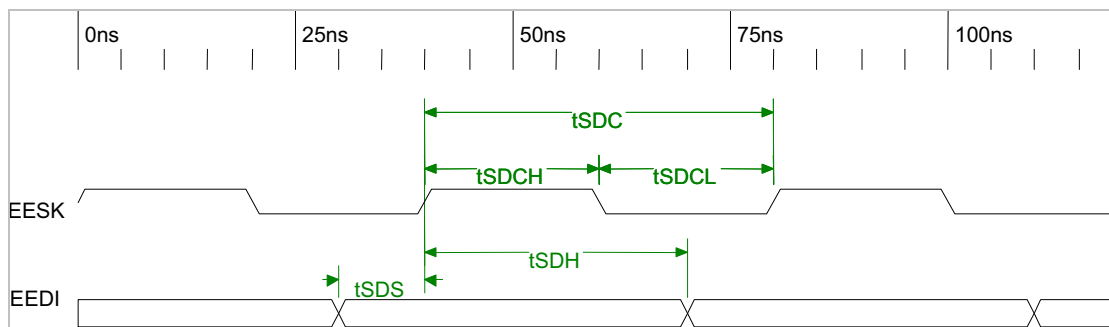 0ns 25ns 50ns 75ns 100ns
tSDC
tSDCH tSDCL
EESK
tSDH
tSDS
EEDI